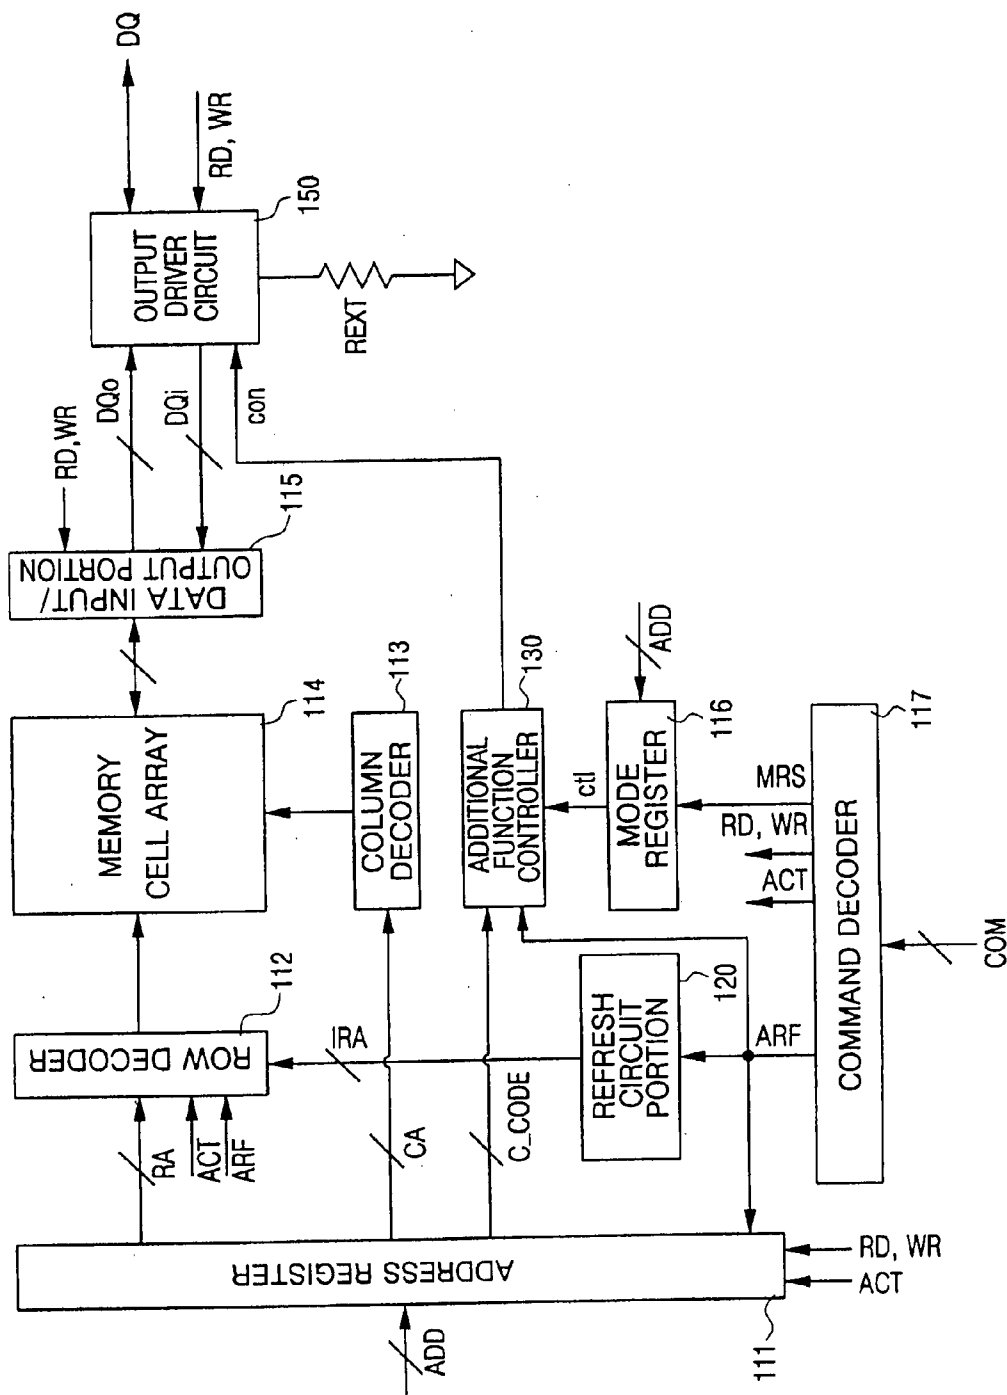 ADD
ADDRESS REGISTER
111
ACT
RD, WR
RA
ACT
ARF
ROW DECODER
112
IRA
CA
C_CODE
MEMORY
CELL ARRAY
114
COLUMN
DECODER
113
ADDITIONAL
FUNCTION
CONTROLLER
130
REFRESH
CIRCUIT
PORTION
120
ctl
MODE
REGISTER
116
ADD
ARF
ACT
RD, WR
MRS
COMMAND DECODER
117
COM
DATA INPUT/
OUTPUT PORTION
115
RD,WR
DQo
DQi
con
OUTPUT
DRIVER
CIRCUIT
150
REXT
DQ
RD, WR